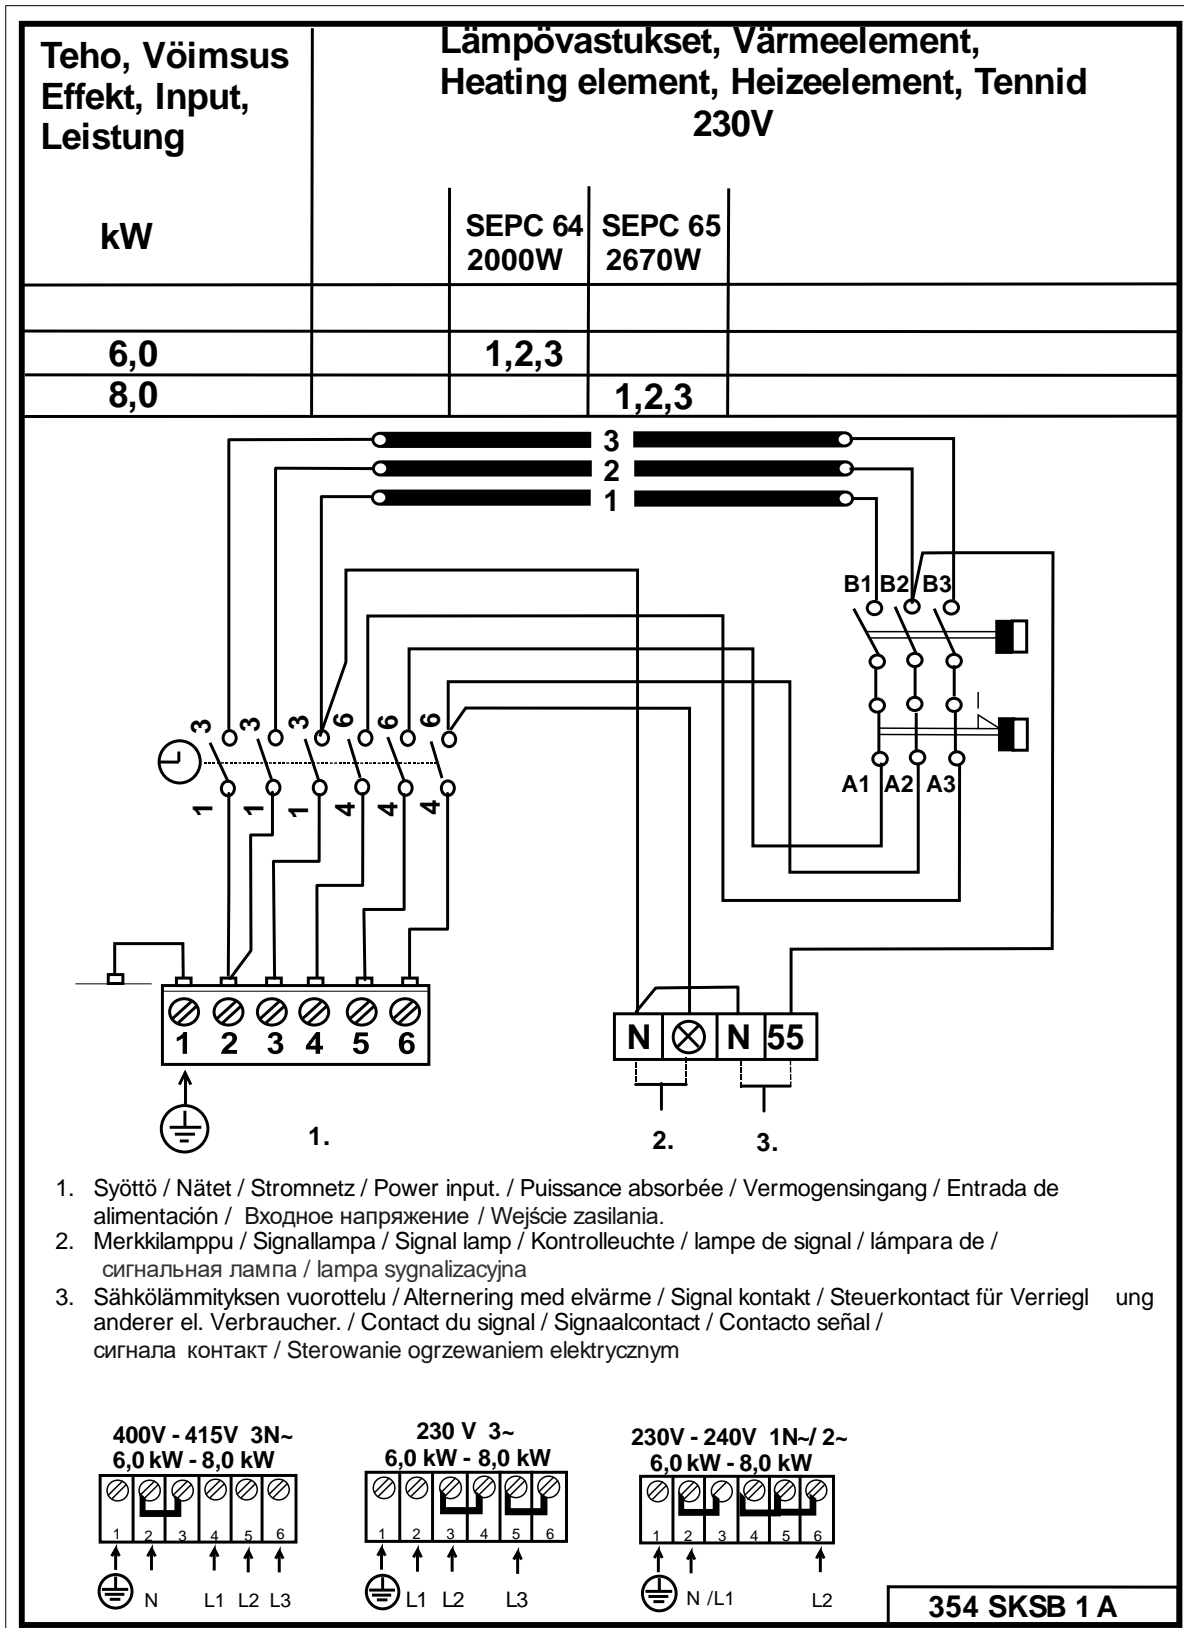 Teho, Vöimsus
Effekt, Input,
Leistung
kW
Lämpövastukset, Värmeelement,
Heating element, Heizeelement, Tennid
230V
SEPC 64
2000W
SEPC 65
2670W
6,0
1,2,3
8,0
1,2,3
3
2
1
B1 B2 B3
3 3 3 6 6 6
1 1 1 4 4 4
A1 A2 A3
1 2 3 4 5 6
N N 55
1.
2.
3.
1. Syöttö / Nätet / Stromnetz / Power input. / Puissance absorbée / Vermogensingang / Entrada de
alimentación / Входное напряжение / Wejście zasilania.
2. Merkkilamppu / Signallampa / Signal lamp / Kontrolleuchte / lampe de signal / lámpara de /
сигнальная лампа / lampa sygnalizacyjna
3. Sähkölämmityksen vuorottelu / Alternering med elvärme / Signal kontakt / Steuerkontact für Verriegl ung
anderer el. Verbraucher. / Contact du signal / Signaalcontact / Contacto señal /
сигнала контакт / Sterowanie ogrzewaniem elektrycznym
400V - 415V 3N~
6,0 kW - 8,0 kW
1 2 3 4 5 6
N L1 L2 L3
230 V 3~
6,0 kW - 8,0 kW
1 2 3 4 5 6
L1 L2 L3
230V - 240V 1N~/ 2~
6,0 kW - 8,0 kW
1 2 3 4 5 6
N /L1 L2
354 SKSB 1 A